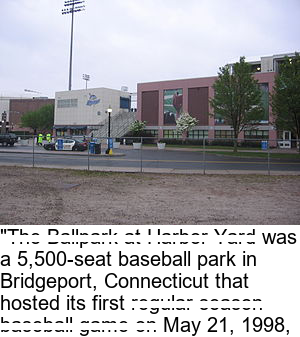 "The Ballpark at Harbor Yard was
a 5,500-seat baseball park in
Bridgeport, Connecticut that
hosted its first regular season
baseball game on May 21, 1998,